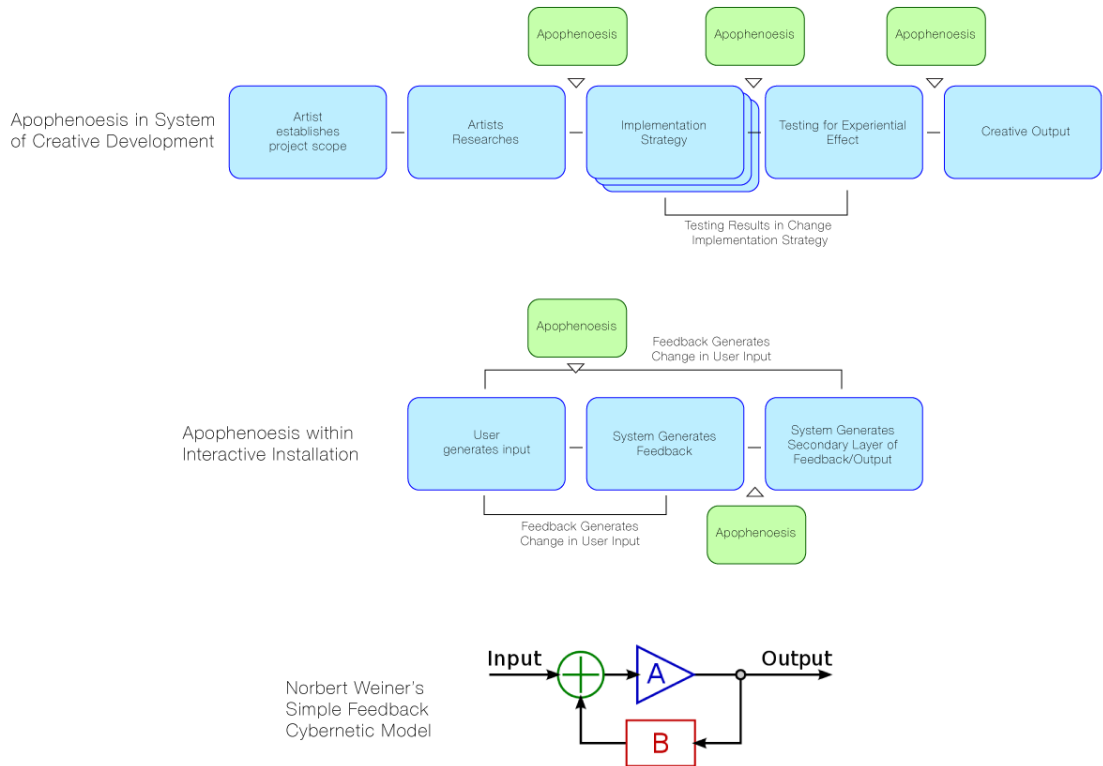 Apophenoesis
Apophenoesis
Apophenoesis
Apophenoesis in System
of Creative Development
Artist
establishes
project scope
Artists
Researches
Implementation
Strategy
Testing for Experiential
Effect
Creative Output
Testing Results in Change
Implementation Strategy
Apophenoesis
Feedback Generates
Change in User Input
Apophenoesis within
Interactive Installation
User
generates input
System Generates
Feedback
System Generates
Secondary Layer of
Feedback/Output
Feedback Generates
Change in User Input
Apophenoesis
Norbert Weiner's
Simple Feedback
Cybernetic Model
Input
A
Output
B